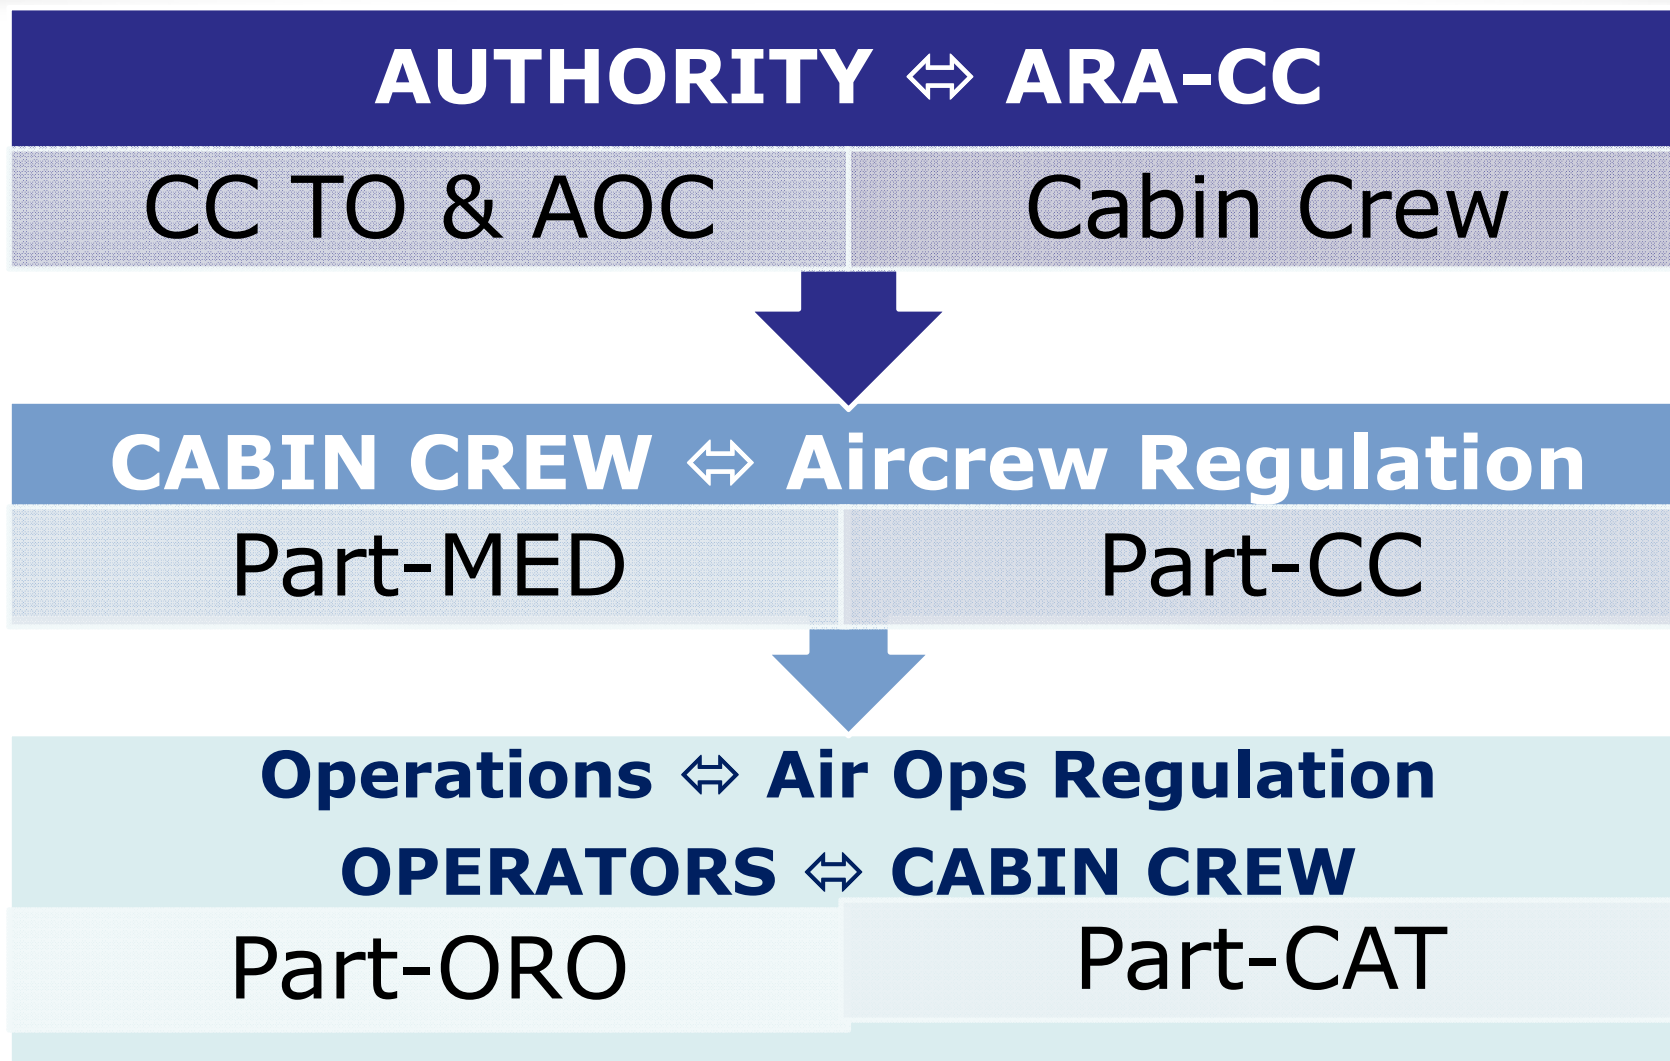 AUTHORITY ⇔ ARA-CC
CC TO & AOC
Cabin Crew
CABIN CREW ⇔ Aircrew Regulation
Part-MED
Part-CC
Operations ⇔ Air Ops Regulation
OPERATORS ⇔ CABIN CREW
Part-ORO
Part-CAT